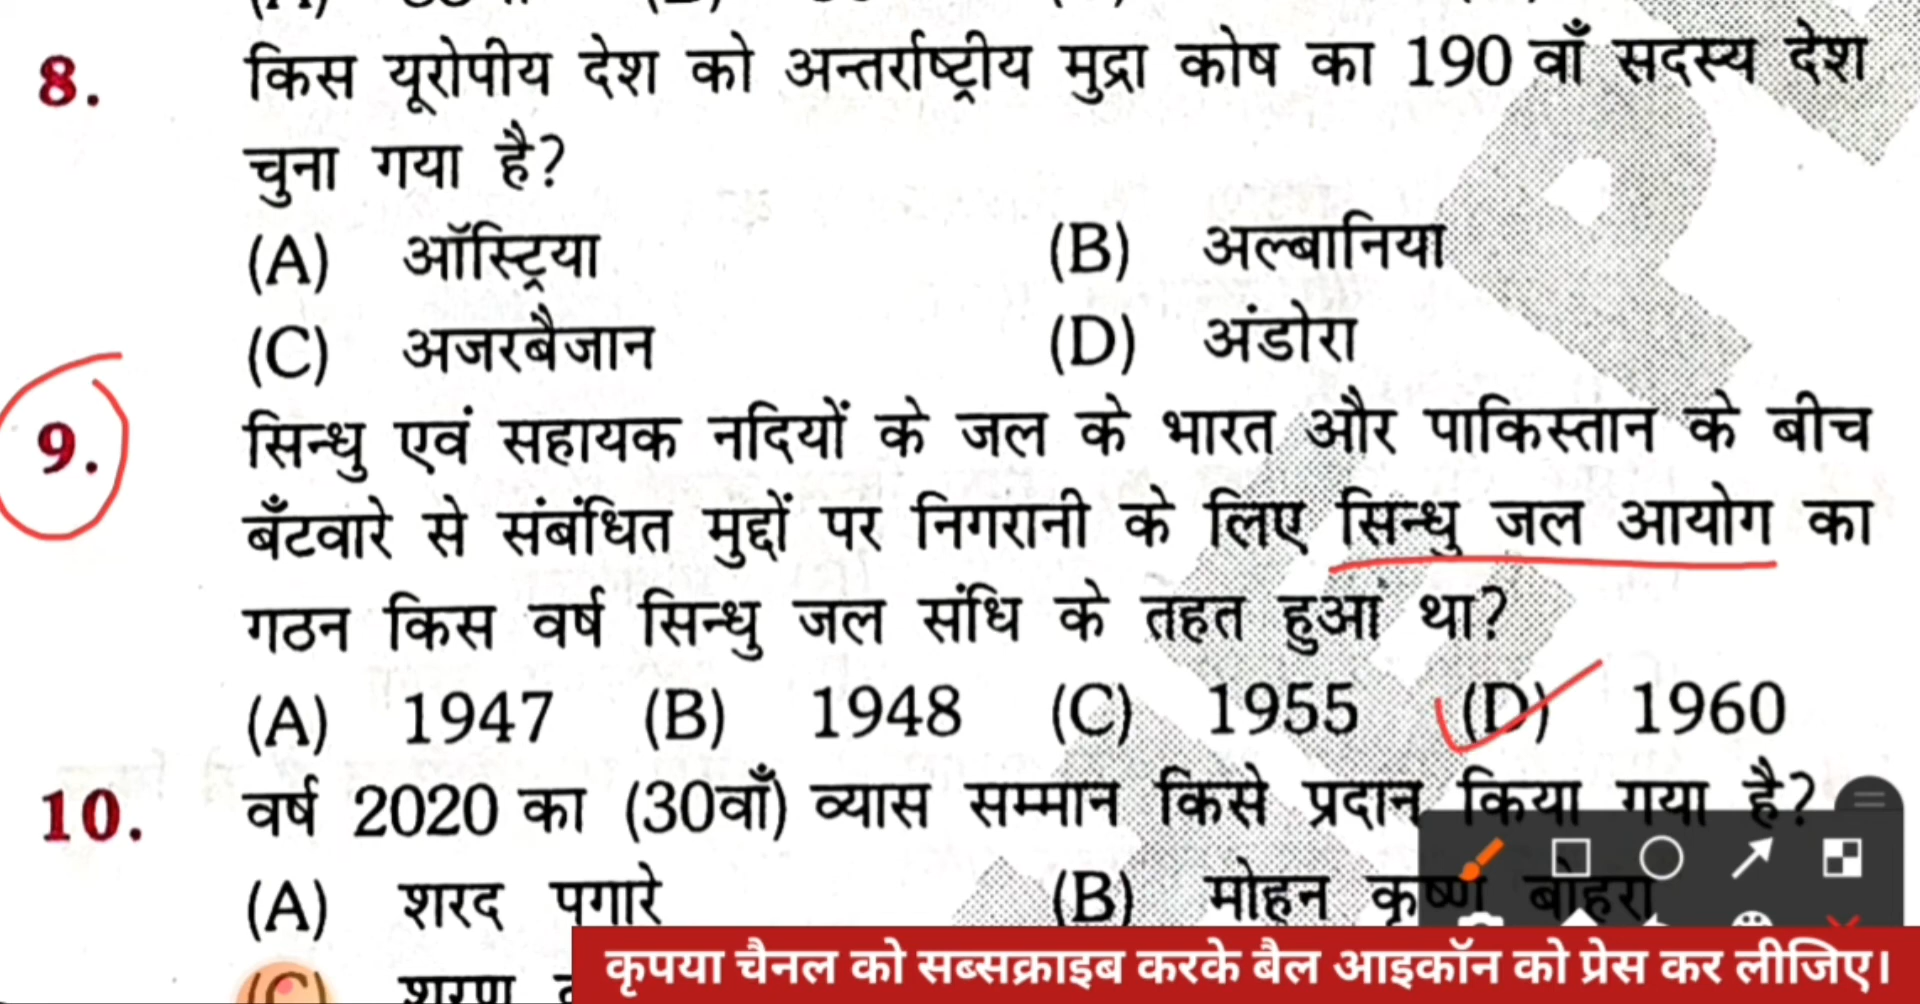 8. किस यूरोपीय देश को अन्तर्राष्ट्रीय मुद्रा कोष का 190 वाँ सदस्य देश
चुना गया है?
(A) ऑस्ट्रिया (B) अल्बानिया
(C) अजरबैजान (D) अंडोरा
9. सिन्धु एवं सहायक नदियों के जल के भारत और पाकिस्तान के बीच
बँटवारे से संबंधित मुद्दों पर निगरानी के लिए सिन्धु जल आयोग का
गठन किस वर्ष सिन्धु जल संधि के तहत हुआ था?
(A) 1947 (B) 1948 (C) 1955 (D) 1960
10. वर्ष 2020 का (30वाँ) व्यास सम्मान किसे प्रदान किया गया है?
(A) शरद पगारे (B) मोहन कृष्ण बोहरा
(C) शरण
कृपया चैनल को सब्सक्राइब करके बैल आइकॉन को प्रेस कर लीजिए।